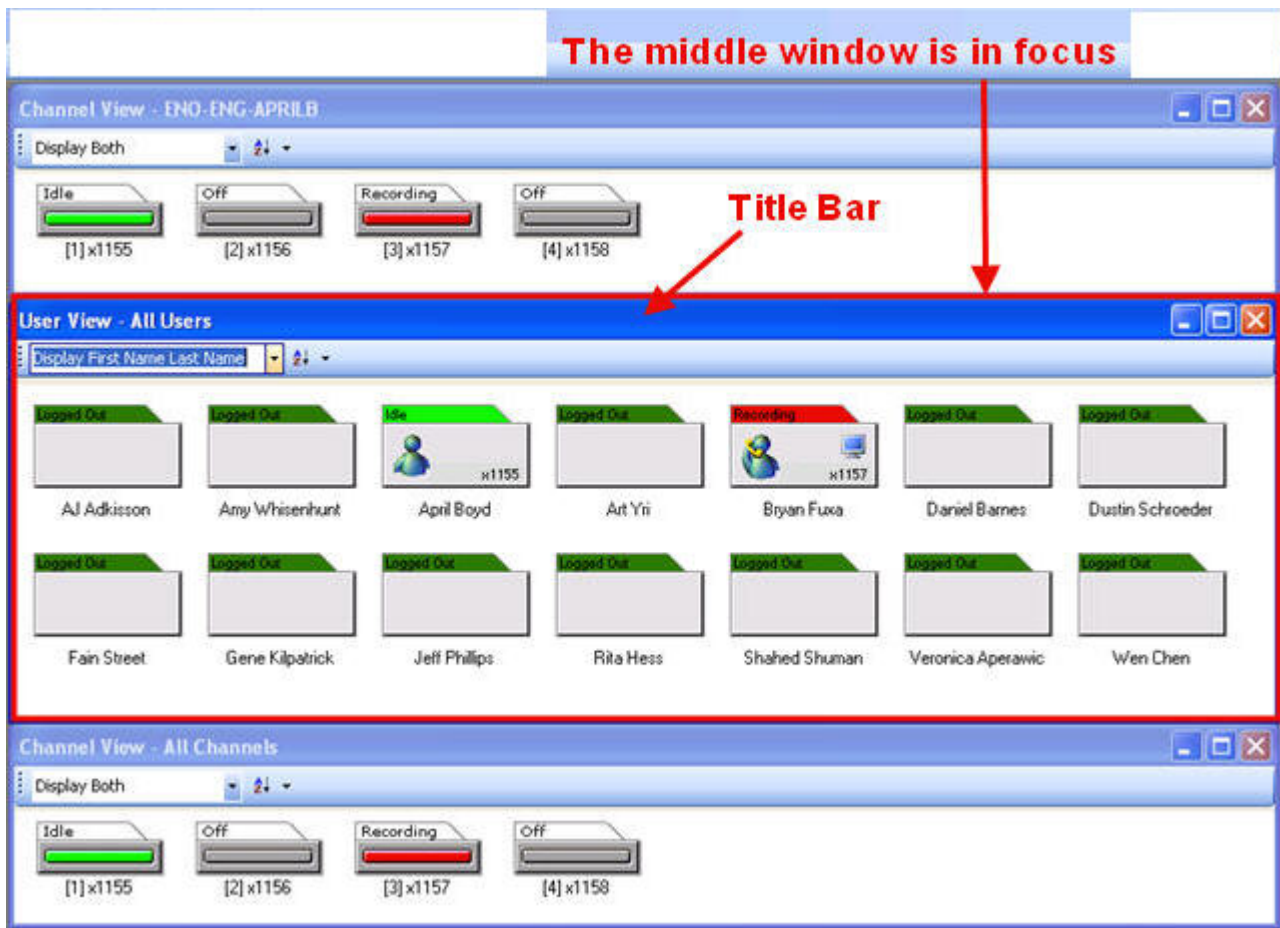 The middle window is in focus
Channel View - ENO-ENG-APRILB
Display Both
Idle
Off
Recording
Off
[1] x1155
[2] x1156
[3] x1157
[4] x1158
Title Bar
User View - All Users
Display First Name Last Name
Logged Out
Logged Out
Idle
Logged Out
Recording
Logged Out
Logged Out
x1155
x1157
AJ Adkisson
Amy Whisenhunt
April Boyd
Art Yri
Bryan Fuxa
Daniel Barnes
Dustin Schroeder
Logged Out
Logged Out
Logged Out
Logged Out
Logged Out
Logged Out
Logged Out
Fain Street
Gene Kilpatrick
Jeff Phillips
Rita Hess
Shahed Shuman
Veronica Aperawic
Wen Chen
Channel View - All Channels
Display Both
Idle
Off
Recording
Off
[1] x1155
[2] x1156
[3] x1157
[4] x1158